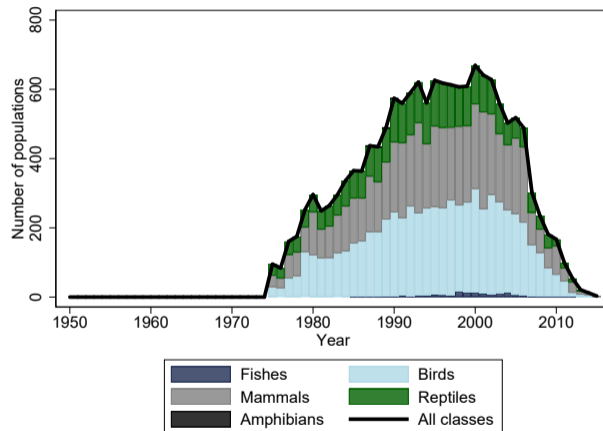 800
600
400
200
0
Number of populations
1950 1960 1970 1980 1990 2000 2010
Year
Fishes Birds
Mammals Reptiles
Amphibians All classes